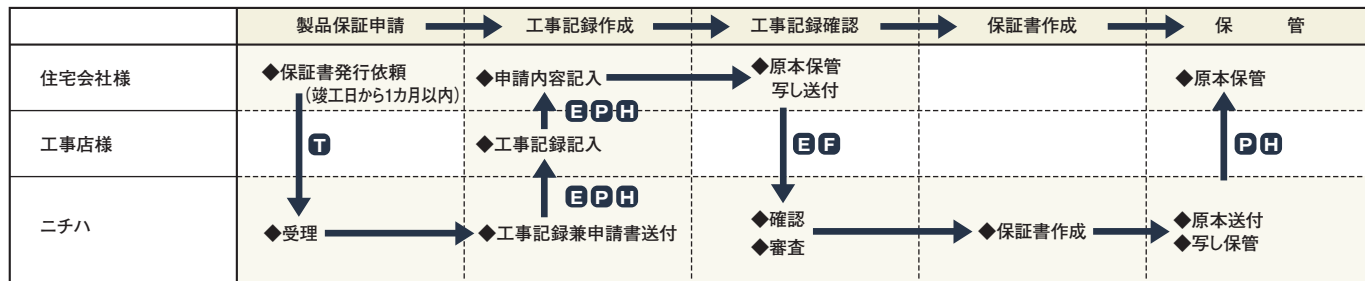 製品保証申請 工事記録作成 工事記録確認 保証書作成 保管
住宅会社様 ◆保証書発行依頼 ◆申請内容記入 ◆原本保管 ◆原本保管
(竣工日から1カ月以内) 写し送付
E P H
工事店様 T ◆工事記録記入 E F P H
E P H
ニチハ ◆受理 ◆工事記録兼申請書送付 ◆確認 ◆保証書作成 ◆原本送付
◆審査 ◆写し保管